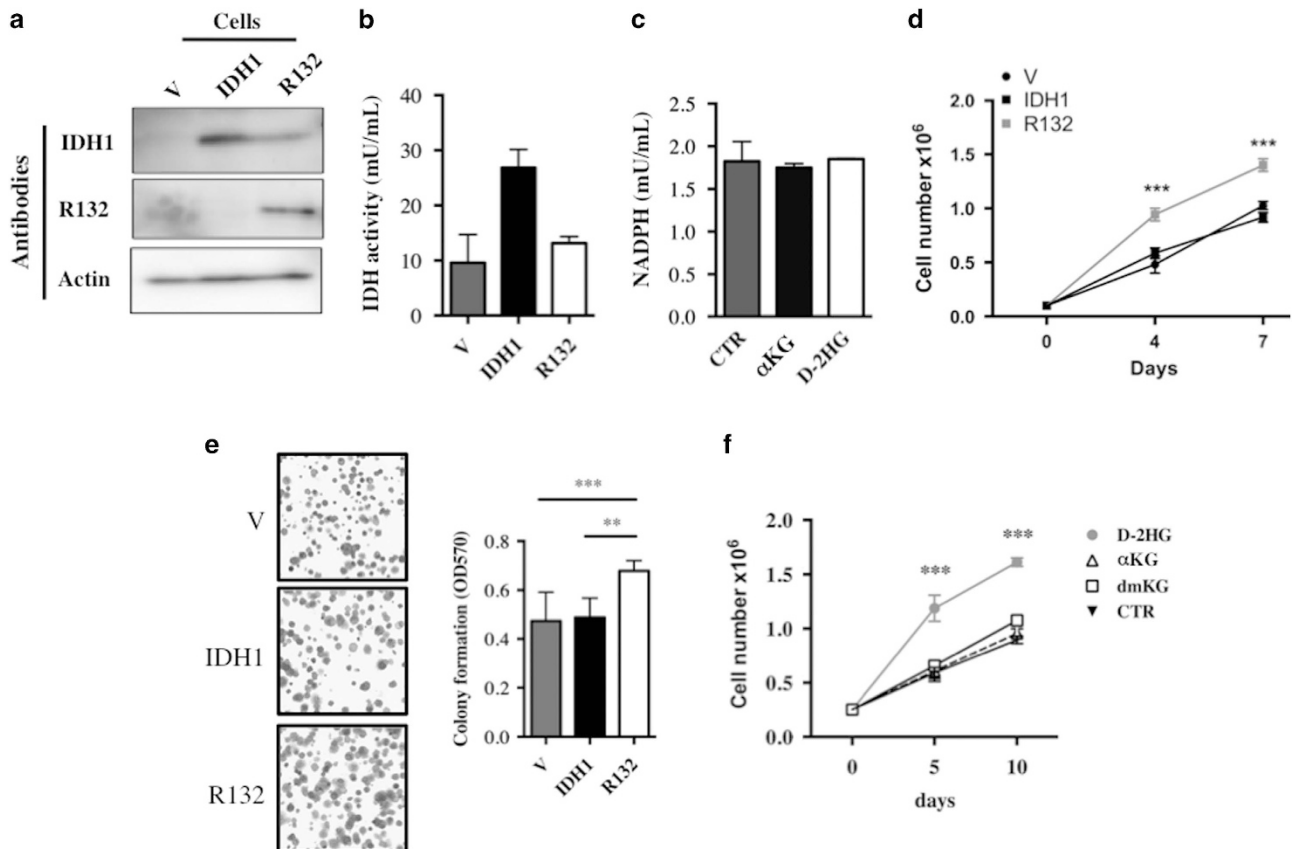 a
Cells
V
IDH1
R132
Antibodies
IDH1
R132
Actin
b
IDH activity (mU/mL)
40
30
20
10
0
V
IDH1
R132
c
NADPH (mU/mL)
2.5
2.0
1.5
1.0
0.5
0.0
CTR
αKG
D-2HG
d
V
IDH1
R132
Cell number x10⁶
2.0
1.5
1.0
0.5
0.0
***
***
0
4
7
Days
e
V
IDH1
R132
***
**
Colony formation (OD570)
0.8
0.6
0.4
0.2
0.0
V
IDH1
R132
f
Cell number x10⁶
2.0
1.5
1.0
0.5
0.0
***
***
0
5
10
days
D-2HG
αKG
dmKG
CTR